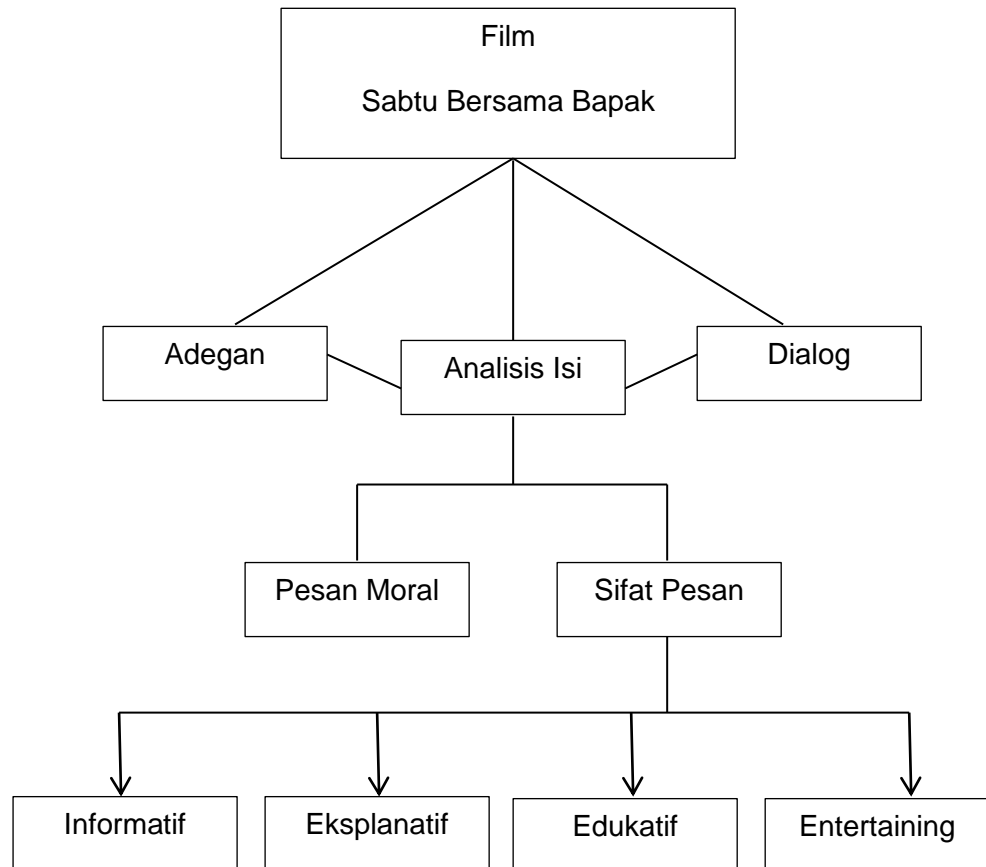 Film
Sabtu Bersama Bapak
Adegan
Analisis Isi
Dialog
Pesan Moral
Sifat Pesan
Informatif
Eksplanatif
Edukatif
Entertaining